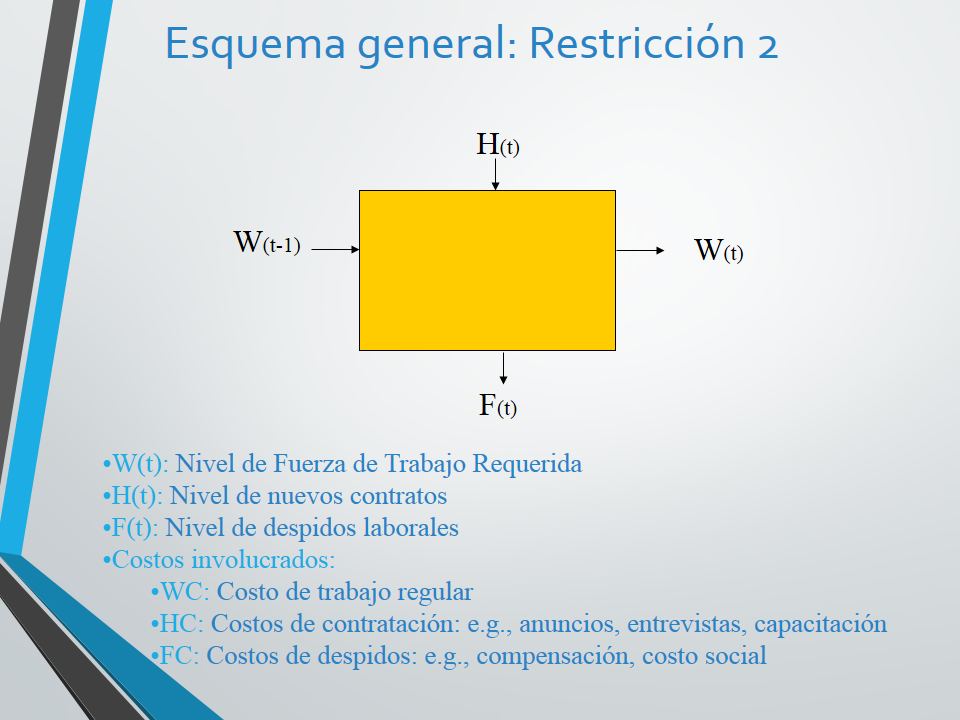 Esquema general: Restricción 2
H(t)
W(t-1)
W(t)
F(t)
•W(t): Nivel de Fuerza de Trabajo Requerida
•H(t): Nivel de nuevos contratos
•F(t): Nivel de despidos laborales
•Costos involucrados:
•WC: Costo de trabajo regular
•HC: Costos de contratación: e.g., anuncios, entrevistas, capacitación
•FC: Costos de despidos: e.g., compensación, costo social